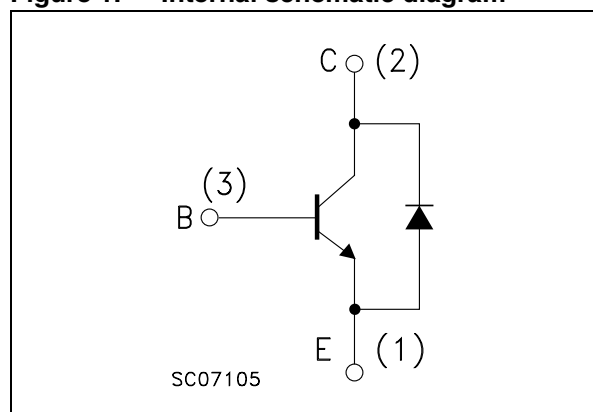 Figure 1. Internal schematic diagram
C (2)
(3)
B
E (1)
SC07105